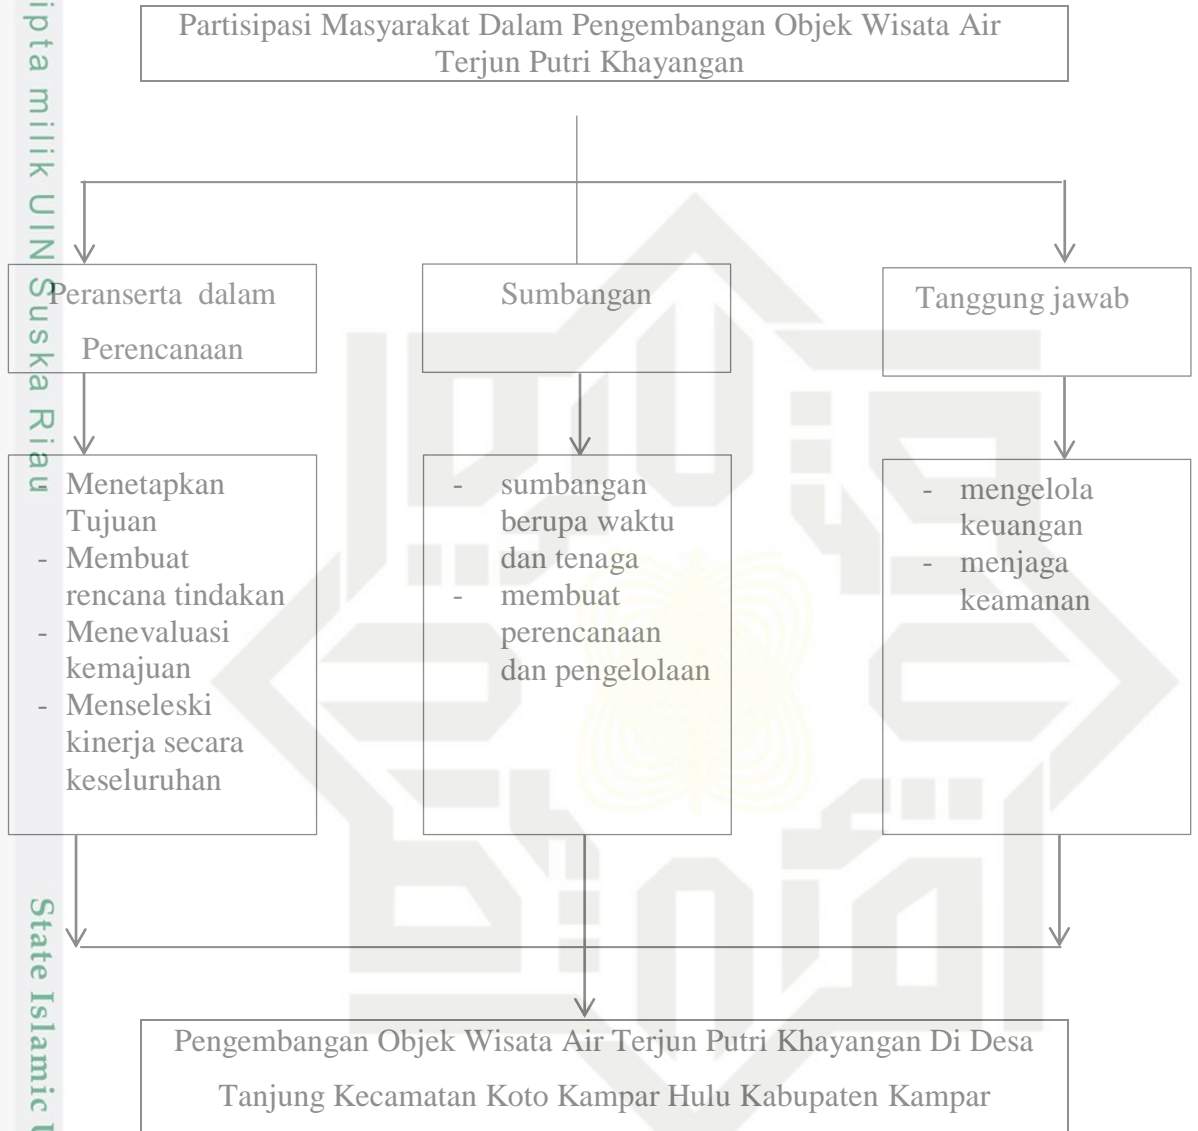 Partisipasi Masyarakat Dalam Pengembangan Objek Wisata Air
Terjun Putri Khayangan
Peranserta dalam
Perencanaan
Sumbangan
Tanggung jawab
- Menetapkan
Tujuan
- Membuat
rencana tindakan
- Menevaluasi
kemajuan
- Menseleski
kinerja secara
keseluruhan
- sumbangan
berupa waktu
dan tenaga
- membuat
perencanaan
dan pengelolaan
- mengelola
keuangan
- menjaga
keamanan
Pengembangan Objek Wisata Air Terjun Putri Khayangan Di Desa
Tanjung Kecamatan Koto Kampar Hulu Kabupaten Kampar
ipta milik UIN Suska Riau
State Islamic